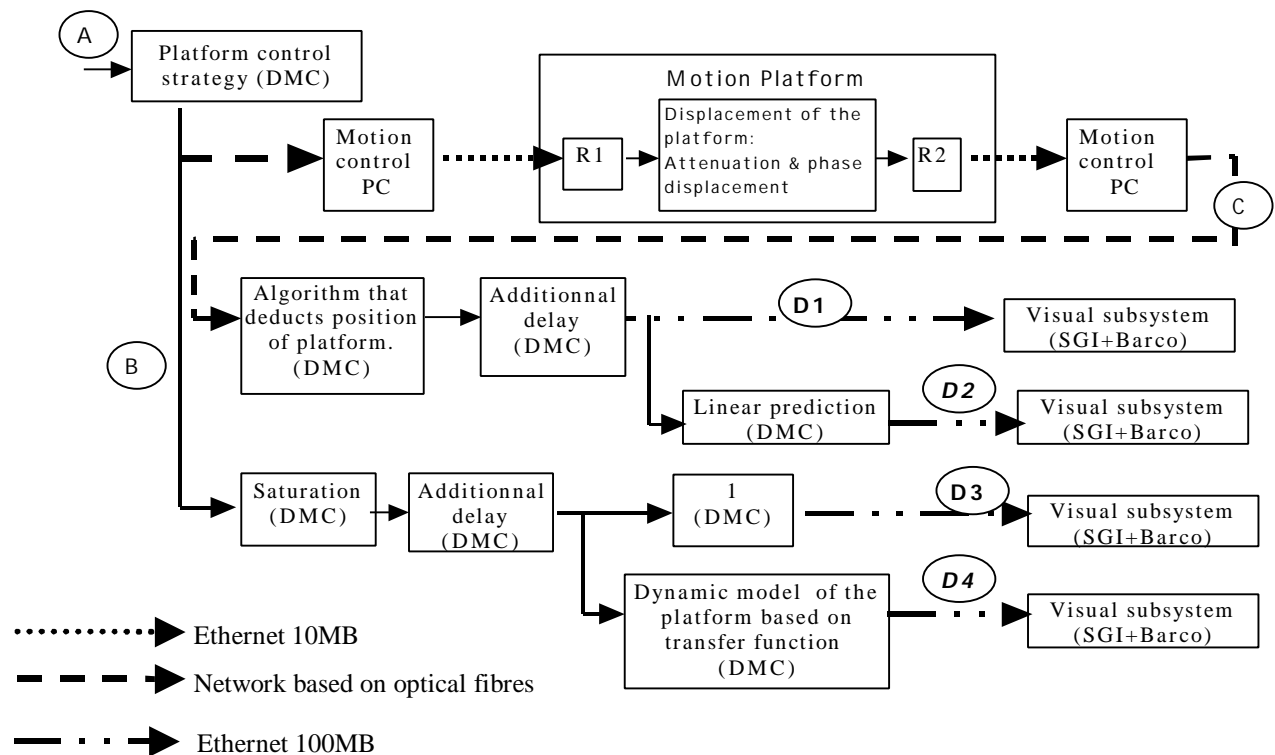 A
Platform control
strategy (DMC)
Motion
control
PC
Motion Platform
R1
Displacement of the
platform:
Attenuation & phase
displacement
R2
Motion
control
PC
C
B
Algorithm that
deducts position
of platform.
(DMC)
Additionnal
delay
(DMC)
D1
Visual subsystem
(SGI+Barco)
Linear prediction
(DMC)
D2
Visual subsystem
(SGI+Barco)
Saturation
(DMC)
Additionnal
delay
(DMC)
1
(DMC)
D3
Visual subsystem
(SGI+Barco)
Dynamic model of the
platform based on
transfer function
(DMC)
D4
Visual subsystem
(SGI+Barco)
Ethernet 10MB
Network based on optical fibres
Ethernet 100MB